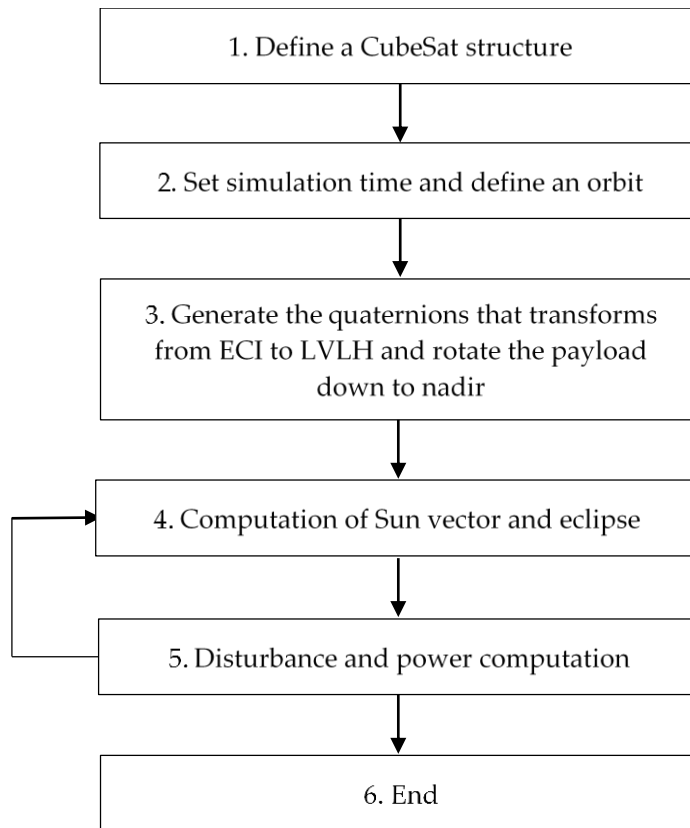 1. Define a CubeSat structure
2. Set simulation time and define an orbit
3. Generate the quaternions that transforms
from ECI to LVLH and rotate the payload
down to nadir
4. Computation of Sun vector and eclipse
5. Disturbance and power computation
6. End